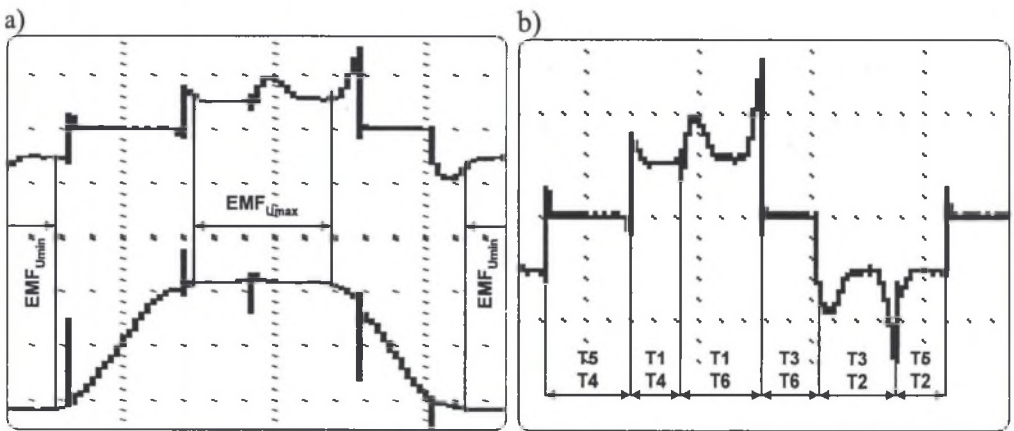 a)
EMF_Umax
EMF_Umin
EMF_Umin
b)
T5 T1 T1 T3 T3 T5
T4 T4 T6 T6 T2 T2